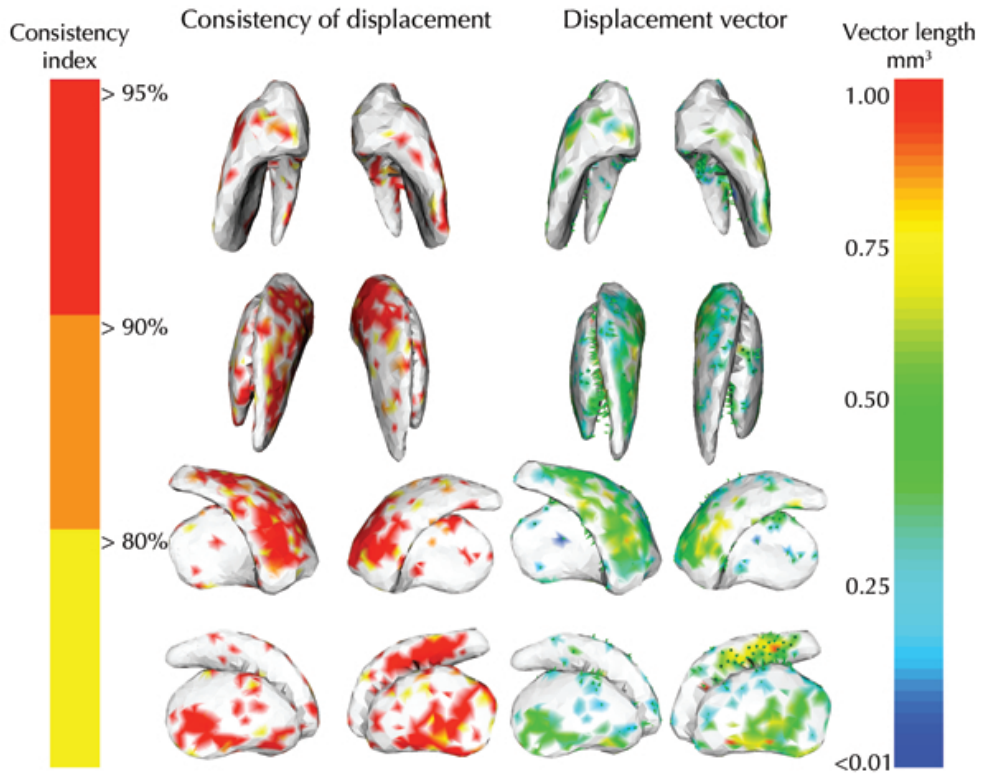 Consistency of displacement
Displacement vector
Consistency
index
Vector length
mm³
> 95%
> 90%
> 80%
1.00
0.75
0.50
0.25
<0.01